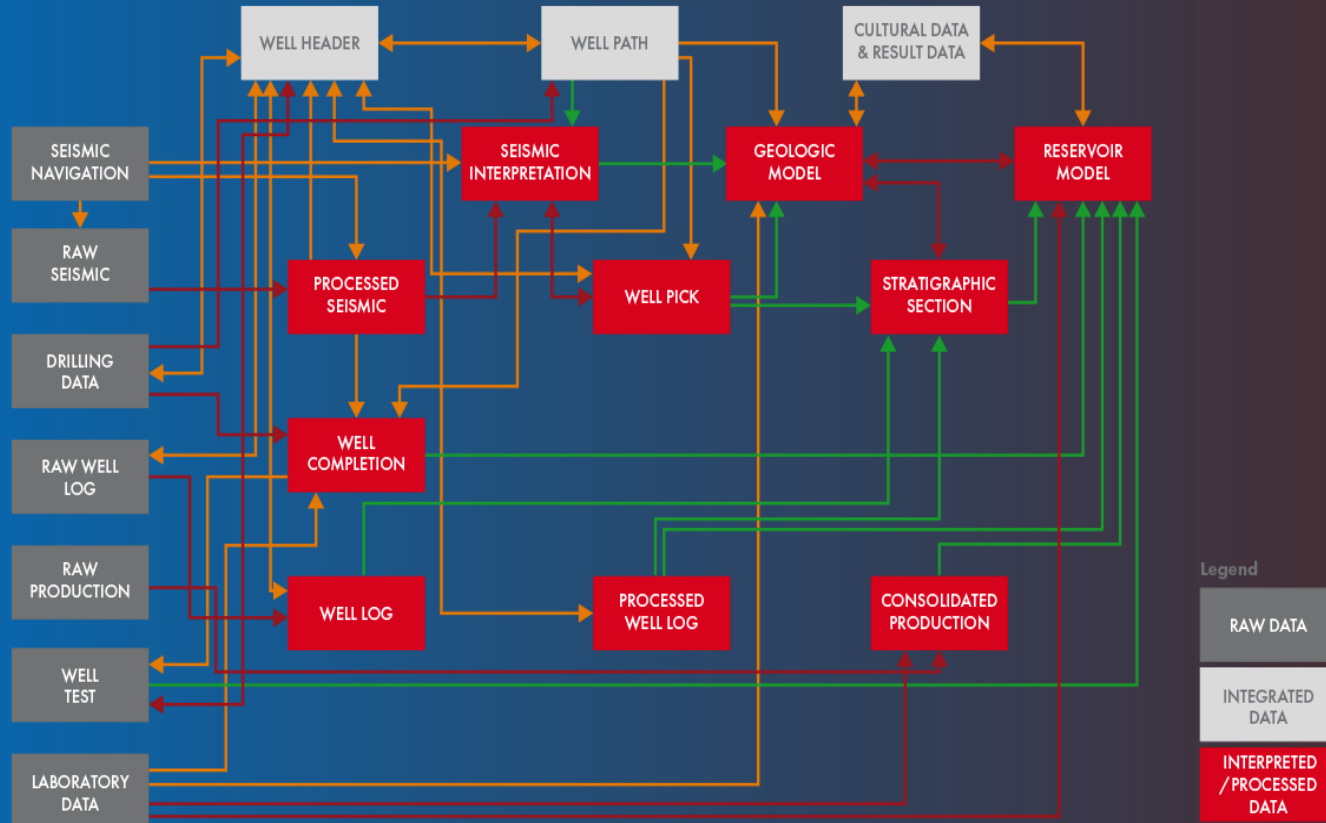 WELL HEADER
WELL PATH
CULTURAL DATA
& RESULT DATA
SEISMIC
NAVIGATION
SEISMIC
INTERPRETATION
GEOLOGIC
MODEL
RESERVOIR
MODEL
RAW
SEISMIC
PROCESSED
SEISMIC
WELL PICK
STRATIGRAPHIC
SECTION
DRILLING
DATA
WELL
COMPLETION
RAW WELL
LOG
RAW
PRODUCTION
WELL LOG
PROCESSED
WELL LOG
CONSOLIDATED
PRODUCTION
WELL
TEST
LABORATORY
DATA
Legend
RAW DATA
INTEGRATED
DATA
INTERPRETED
/PROCESSED
DATA